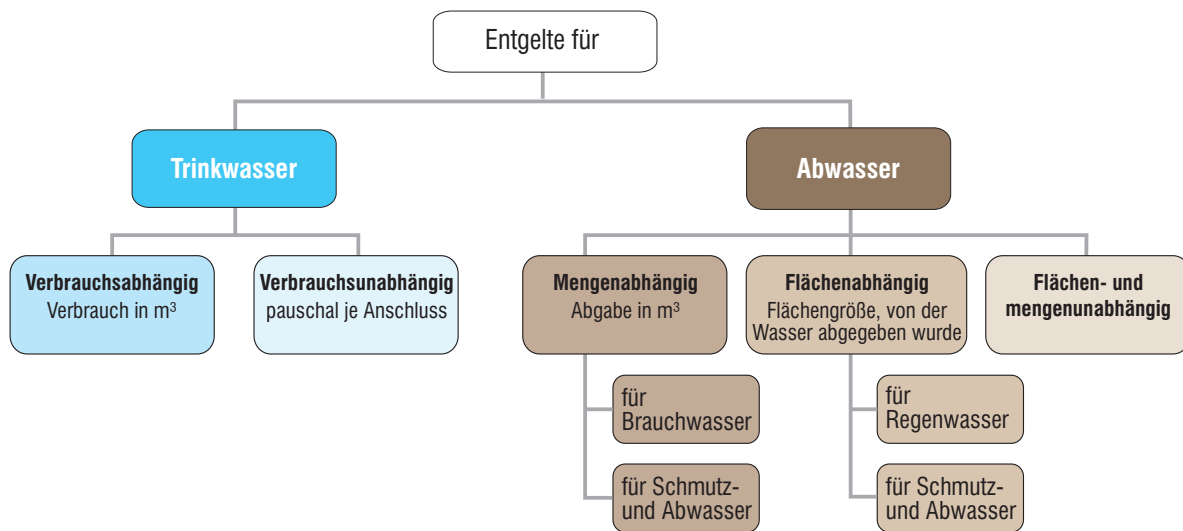 Entgelte für
Trinkwasser
Abwasser
Verbrauchsabhängig
Verbrauch in m³
Verbrauchsunabhängig
pauschal je Anschluss
Mengenabhängig
Abgabe in m³
Flächenabhängig
Flächengröße, von der
Wasser abgegeben wurde
Flächen- und
mengenunabhängig
für
Brauchwasser
für Schmutz-
und Abwasser
für
Regenwasser
für Schmutz-
und Abwasser